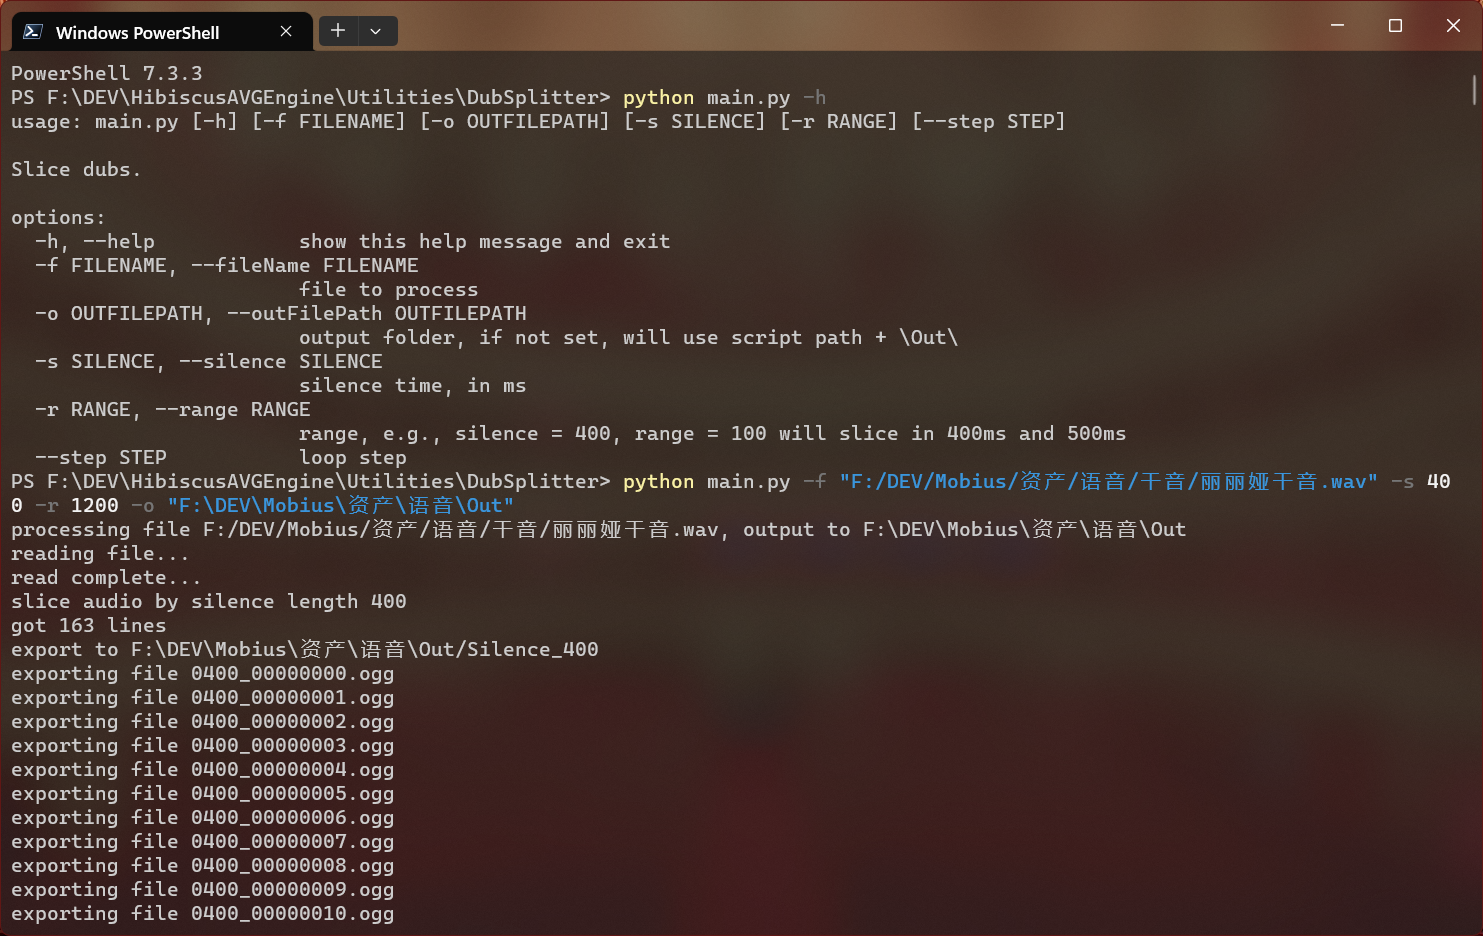 Windows PowerShell
PowerShell 7.3.3
PS F:\DEV\HibiscusAVGEngine\Utilities\DubSplitter> python main.py -h
usage: main.py [-h] [-f FILENAME] [-o OUTFILEPATH] [-s SILENCE] [-r RANGE] [--step STEP]
Slice dubs.
options:
-h, --help show this help message and exit
-f FILENAME, --fileName FILENAME
file to process
-o OUTFILEPATH, --outFilePath OUTFILEPATH
output folder, if not set, will use script path + \Out\
-s SILENCE, --silence SILENCE
silence time, in ms
-r RANGE, --range RANGE
range, e.g., silence = 400, range = 100 will slice in 400ms and 500ms
--step STEP loop step
PS F:\DEV\HibiscusAVGEngine\Utilities\DubSplitter> python main.py -f "F:/DEV/Mobius/资产/语音/干音/丽丽娅干音.wav" -s 40
0 -r 1200 -o "F:\DEV\Mobius\资产\语音\Out"
processing file F:/DEV/Mobius/资产/语音/干音/丽丽娅干音.wav, output to F:\DEV\Mobius\资产\语音\Out
reading file...
read complete...
slice audio by silence length 400
got 163 lines
export to F:\DEV\Mobius\资产\语音\Out/Silence_400
exporting file 0400_00000000.ogg
exporting file 0400_00000001.ogg
exporting file 0400_00000002.ogg
exporting file 0400_00000003.ogg
exporting file 0400_00000004.ogg
exporting file 0400_00000005.ogg
exporting file 0400_00000006.ogg
exporting file 0400_00000007.ogg
exporting file 0400_00000008.ogg
exporting file 0400_00000009.ogg
exporting file 0400_00000010.ogg